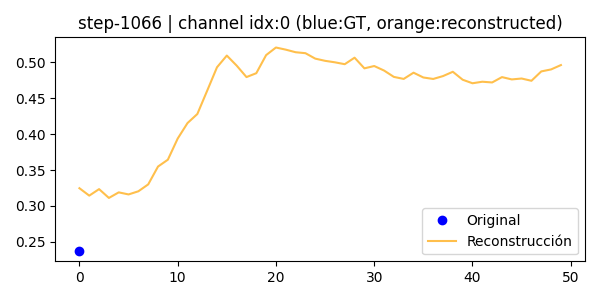 step-1066 | channel idx:0 (blue:GT, orange:reconstructed)
0.50
0.45
0.40
0.35
0.30
0.25
Original
Reconstrucción
0 10 20 30 40 50